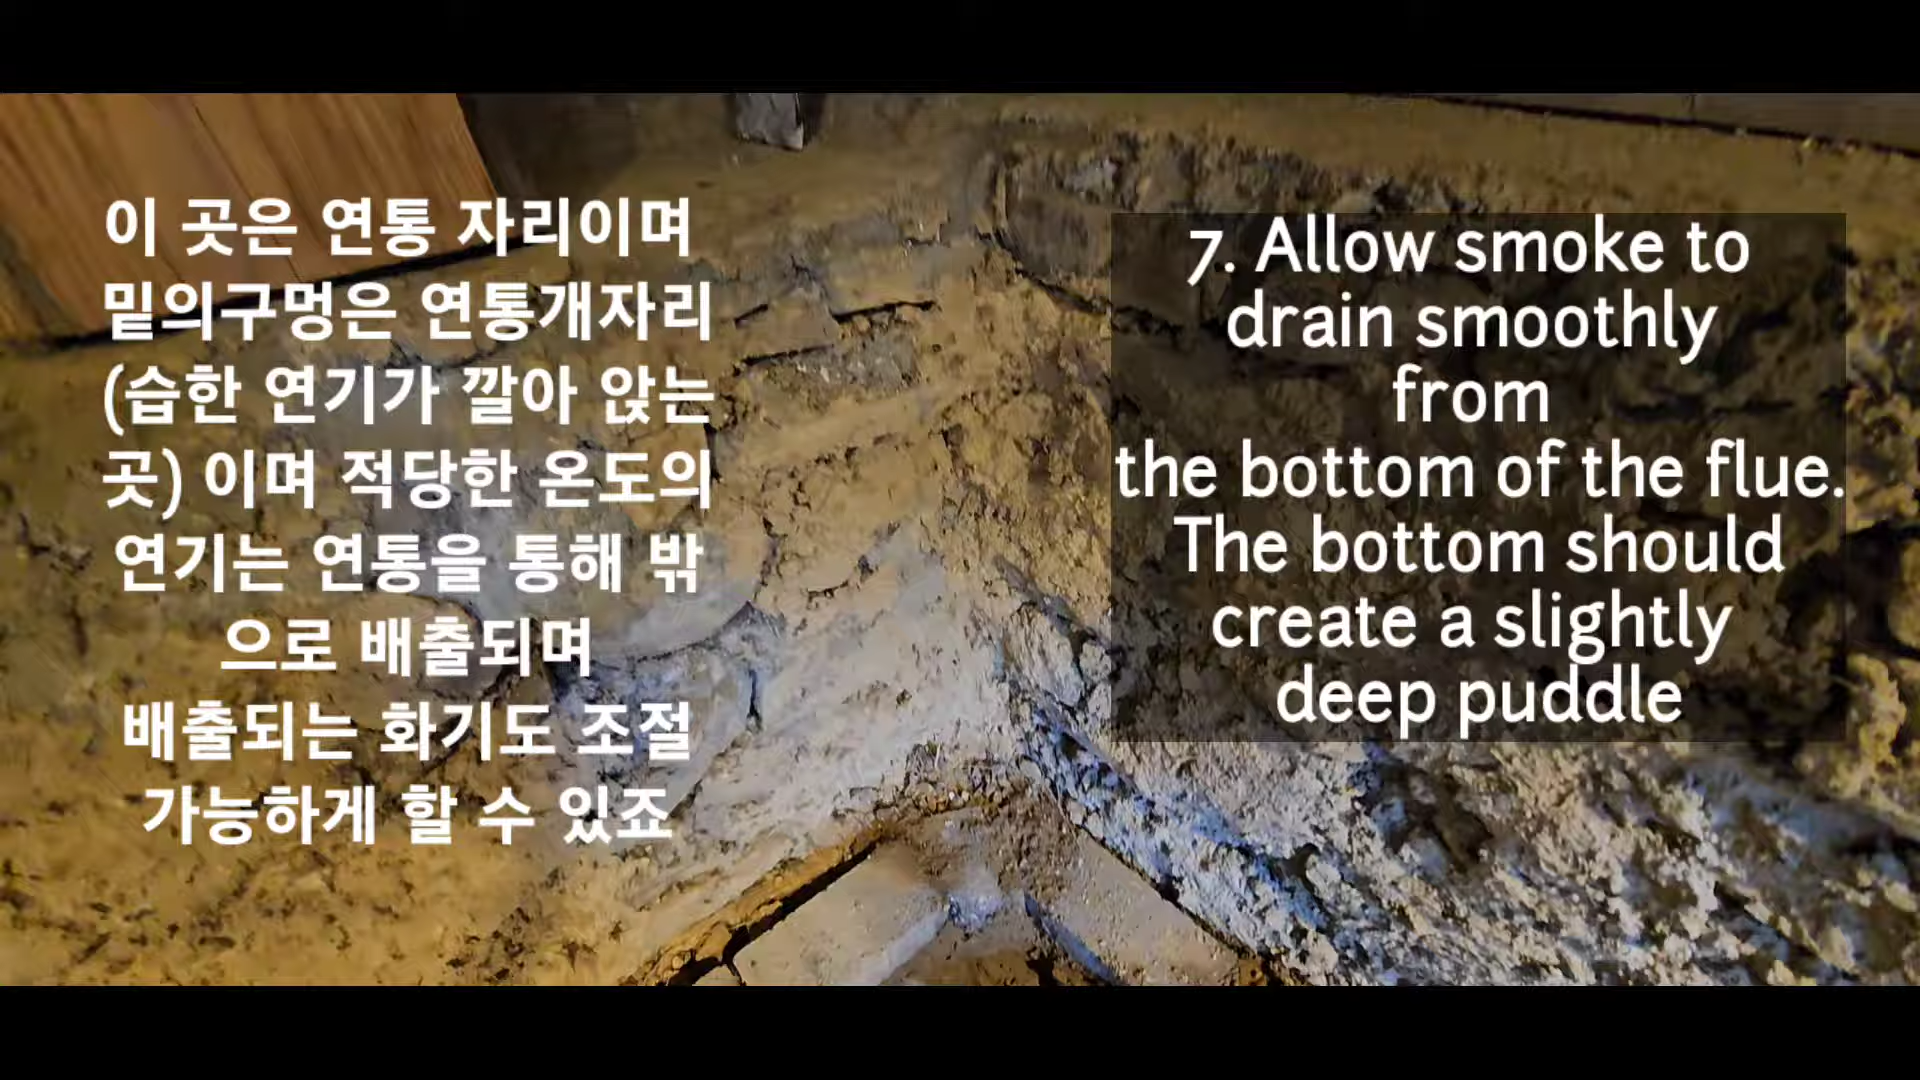 이 곳은 연통 자리이며
밑의구멍은 연통개자리
(습한 연기가 깔아 앉는
곳) 이며 적당한 온도의
연기는 연통을 통해 밖
으로 배출되며
배출되는 화기도 조절
가능하게 할 수 있죠
7. Allow smoke to
drain smoothly
from
the bottom of the flue.
The bottom should
create a slightly
deep puddle